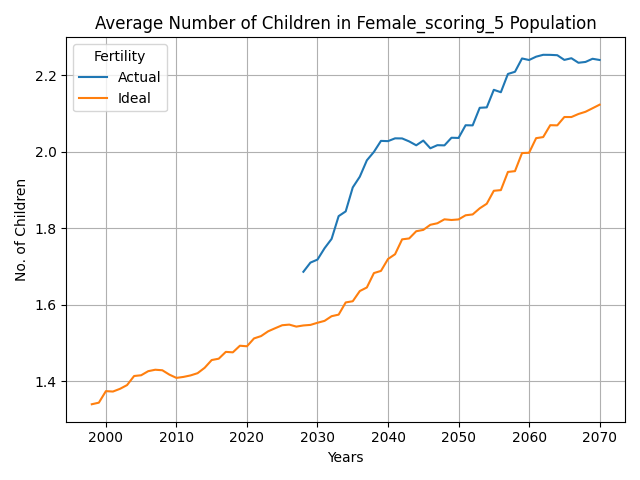 Average Number of Children in Female_scoring_5 Population
Fertility
Actual
Ideal
No. of Children
2.2
2.0
1.8
1.6
1.4
2000 2010 2020 2030 2040 2050 2060 2070
Years